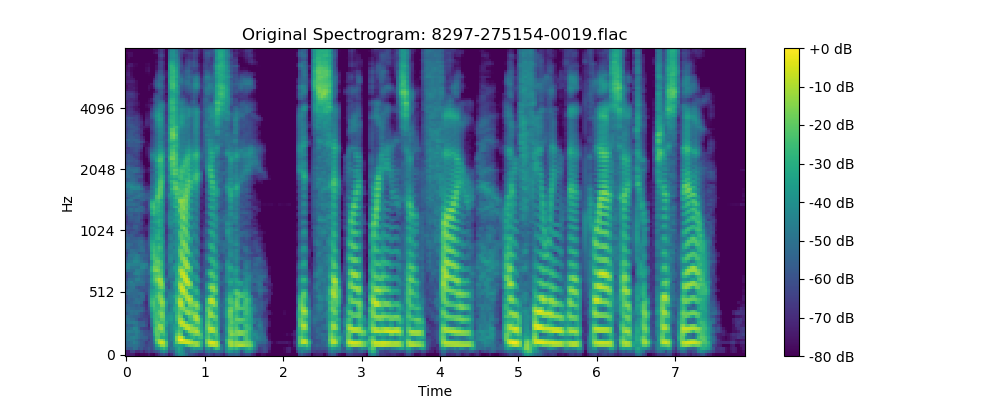 Original Spectrogram: 8297-275154-0019.flac
Hz
4096
2048
1024
512
0
0 1 2 3 4 5 6 7
Time
+0 dB
-10 dB
-20 dB
-30 dB
-40 dB
-50 dB
-60 dB
-70 dB
-80 dB